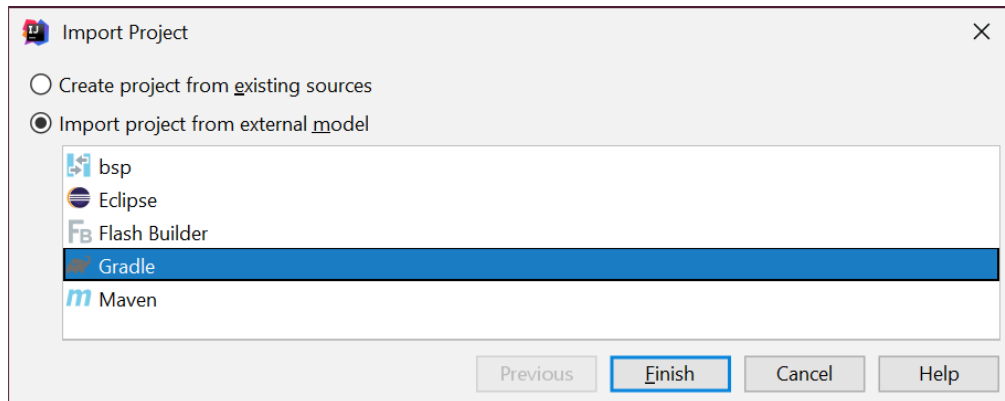 Import Project
Create project from existing sources
Import project from external model
bsp
Eclipse
FB Flash Builder
Gradle
m Maven
Previous Finish Cancel Help